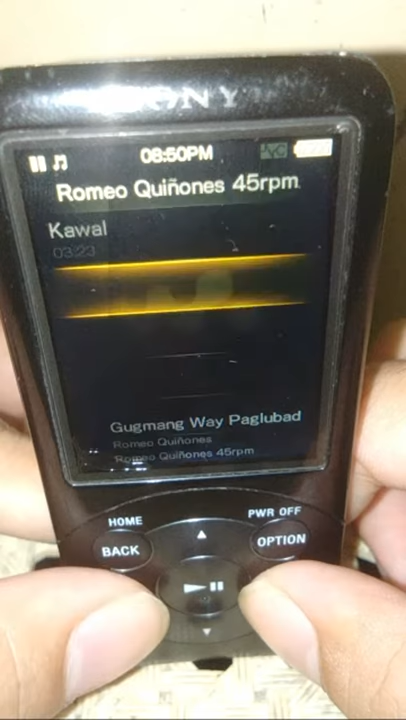 SONY
08:50PM
Romeo Quiñones 45rpm
Kawal
03:23
Gugmang Way Paglubad
Romeo Quiñones
Romeo Quiñones 45rpm
HOME
PWR OFF
BACK
OPTION